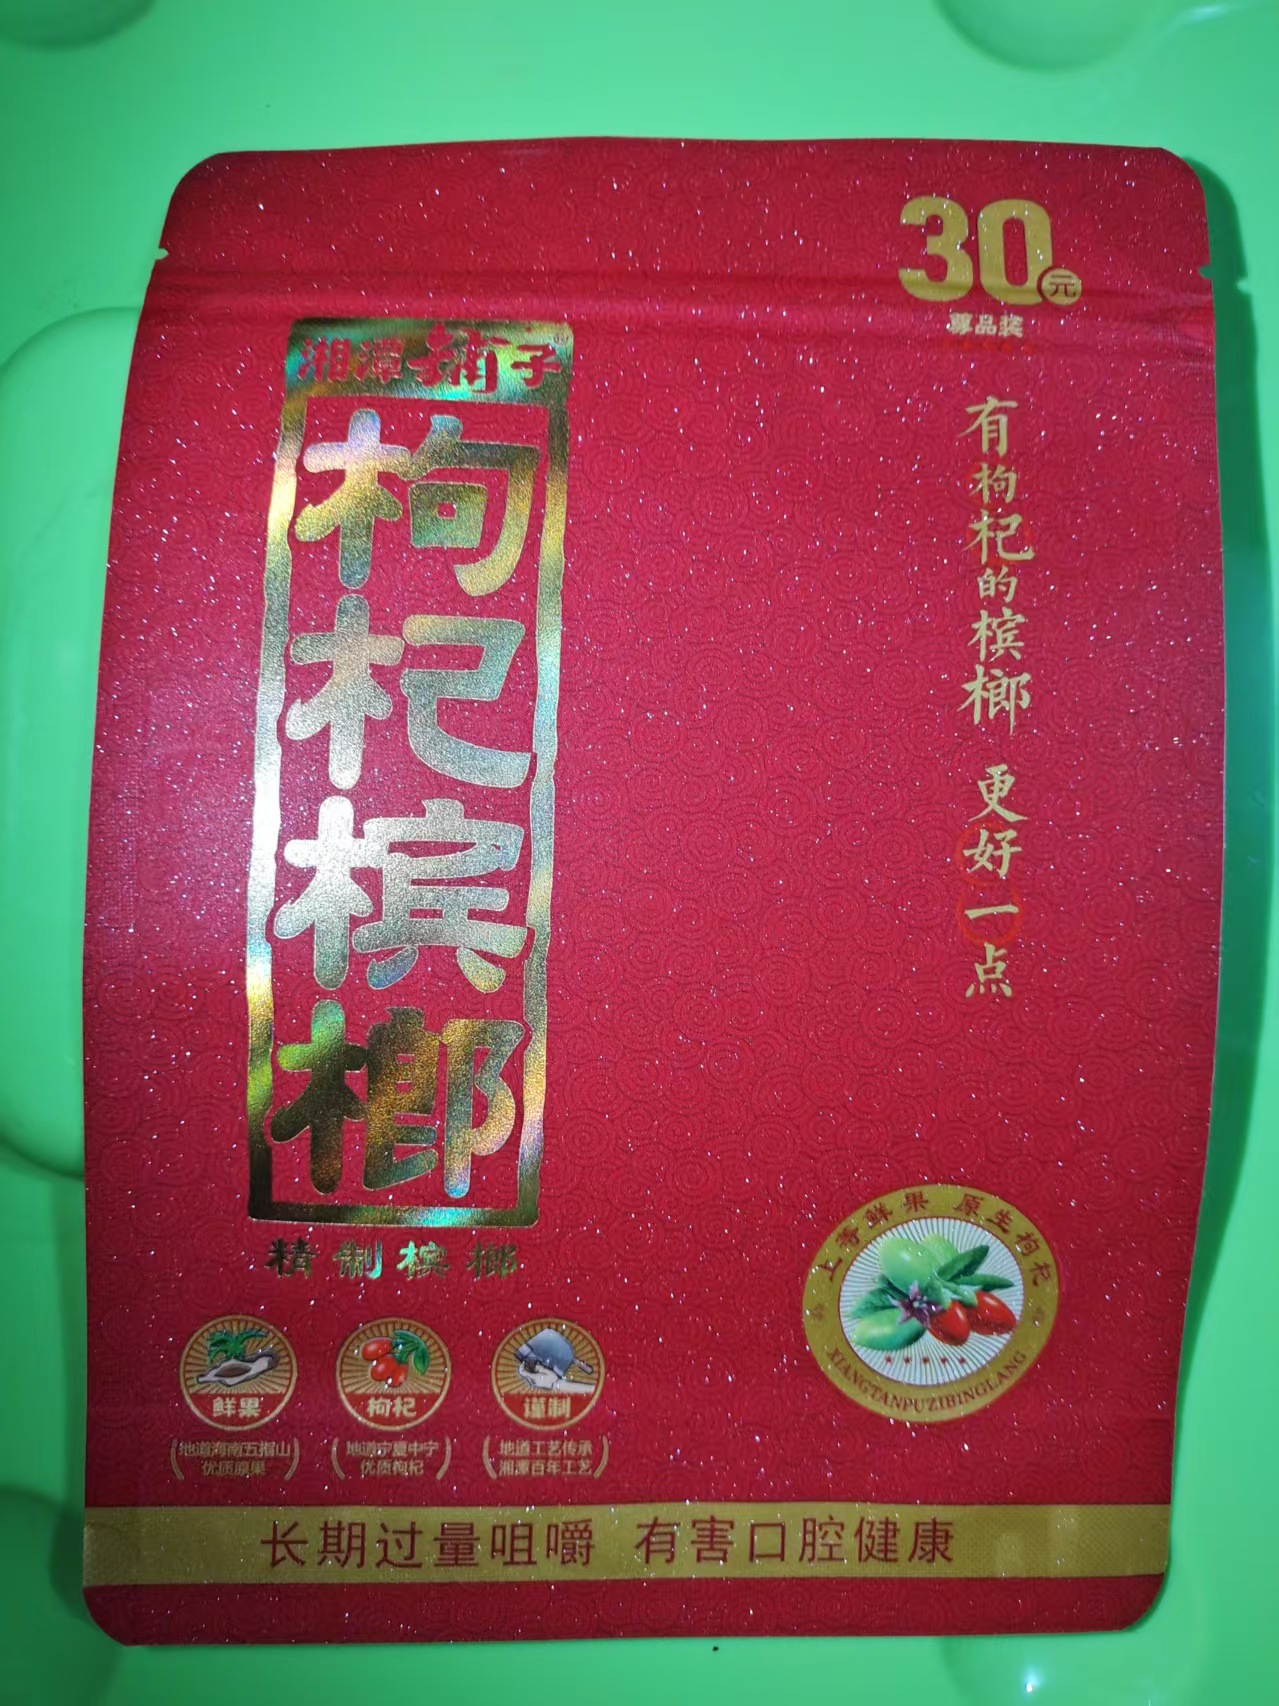 30元
尊品装
湘潭铺子
枸杞槟榔
精制槟榔
有枸杞的槟榔 更好一点
上等鲜果 原生枸杞
XIANGTANPUZIBINGLANG
鲜果
地道海南五指山
优质原果
枸杞
地道宁夏中宁
优质枸杞
谨制
地道工艺传承
湘潭百年工艺
长期过量咀嚼 有害口腔健康